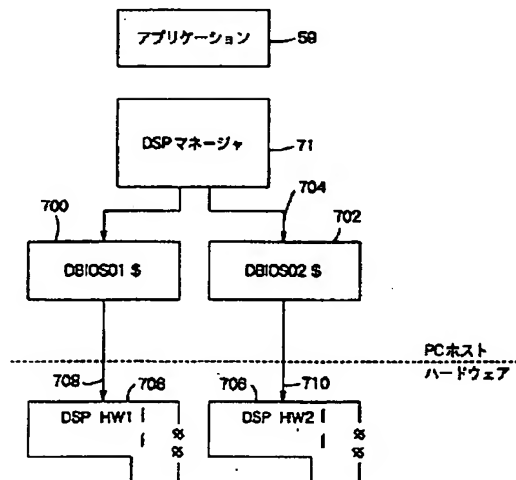 アプリケーション
59
DSPマネージャ
71
704
700
702
DBIOS01 $
DBIOS02 $
PCホスト
ハードウェア
708
708
706
710
DSP HW1
DSP HW2